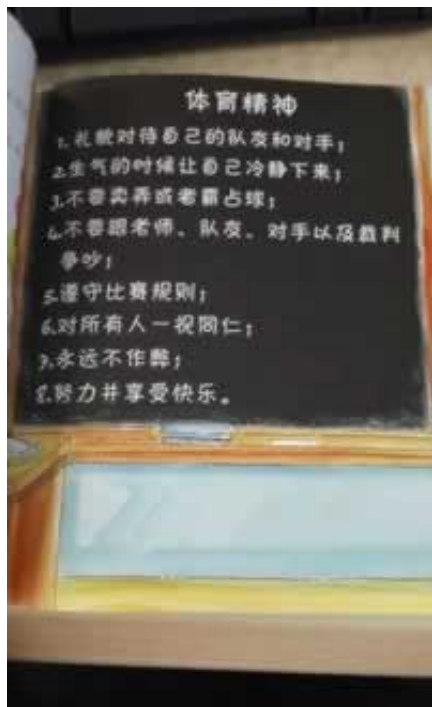 体育精神
1.礼貌对待自己的队友和对手；
2.生气的时候让自己冷静下来；
3.不要卖弄或者霸占球；
4.不要跟老师、队友、对手以及裁判
争吵；
5.遵守比赛规则；
6.对所有人一视同仁；
7.永远不作弊；
8.努力并享受快乐。